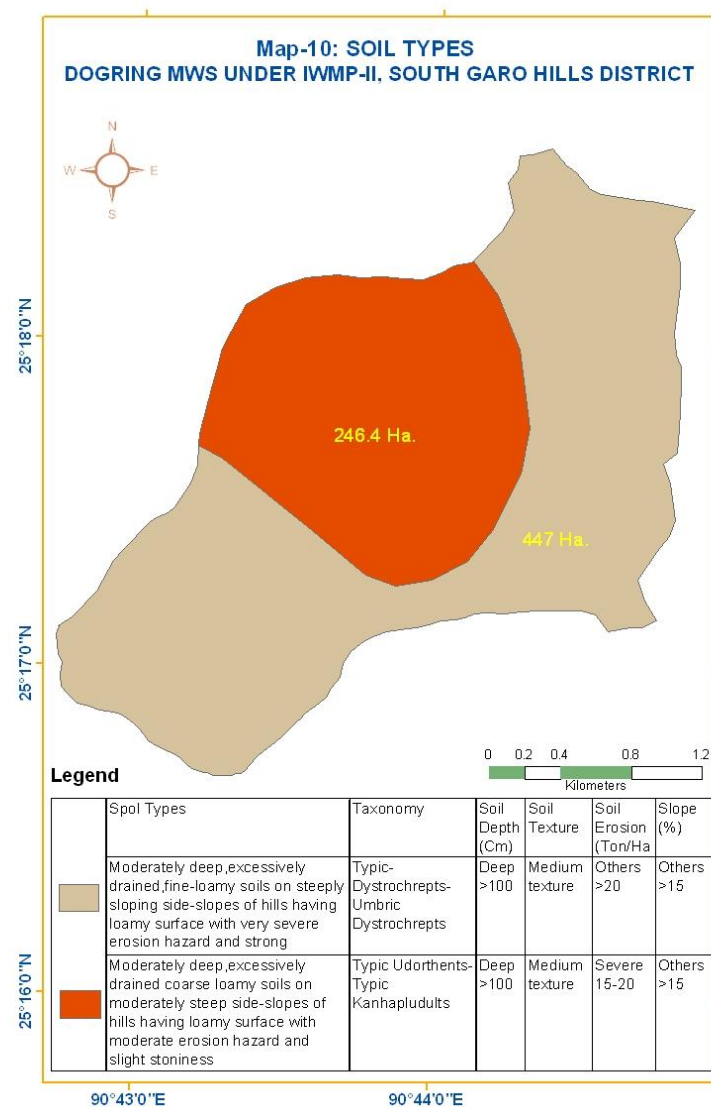 Map-10: SOIL TYPES
DOGRING MWS UNDER IWMP-II, SOUTH GARO HILLS DISTRICT
N
W E
S
25°18'0"N
246.4 Ha.
447 Ha.
25°17'0"N
0 0.2 0.4 0.8 1.2
Kilometers
Legend
Spol Types
Taxonomy
Soil
Depth
(Cm)
Soil
Texture
Soil
Erosion
(Ton/Ha
Slope
(%)
Moderately deep,excessively
drained,fine-loamy soils on steeply
sloping side-slopes of hills having
loamy surface with very severe
erosion hazard and strong
Typic-
Dystrochrepts-
Umbric
Dystrochrepts
Deep
>100
Medium
texture
Others
>20
Others
>15
Moderately deep,excessively
drained coarse loamy soils on
moderately steep side-slopes of
hills having loamy surface with
moderate erosion hazard and
slight stoniness
Typic Udorthents-
Typic
Kanhapludults
Deep
>100
Medium
texture
Severe
15-20
Others
>15
25°16'0"N
90°43'0"E 90°44'0"E